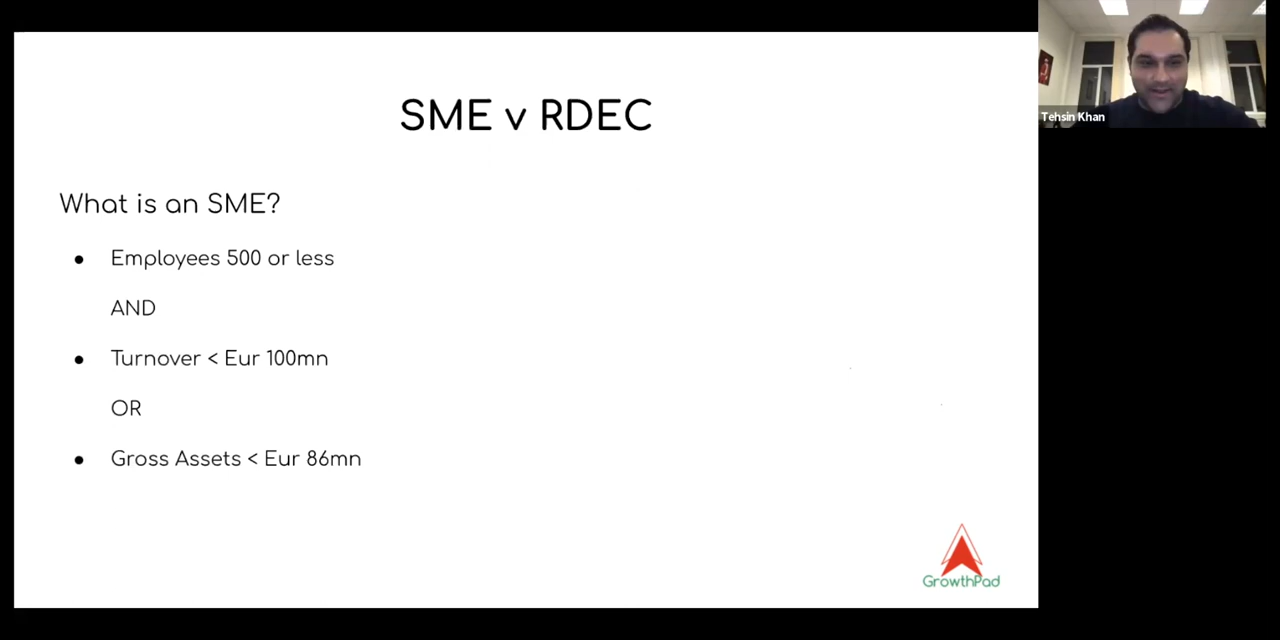 SME v RDEC
What is an SME?
● Employees 500 or less
AND
● Turnover < Eur 100mn
OR
● Gross Assets < Eur 86mn
GrowthPad
Tehsin Khan